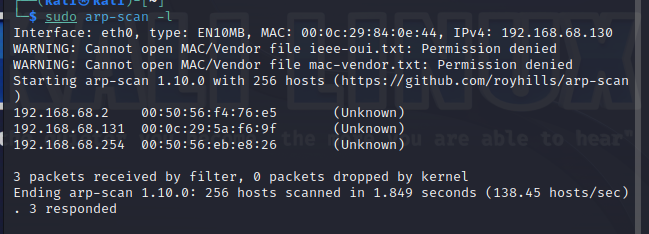 (kali㉿kali)-[~]
$ sudo arp-scan -l
Interface: eth0, type: EN10MB, MAC: 00:0c:29:84:0e:44, IPv4: 192.168.68.130
WARNING: Cannot open MAC/Vendor file ieee-oui.txt: Permission denied
WARNING: Cannot open MAC/Vendor file mac-vendor.txt: Permission denied
Starting arp-scan 1.10.0 with 256 hosts (https://github.com/royhills/arp-scan
)
192.168.68.2 00:50:56:f4:76:e5 (Unknown)
192.168.68.131 00:0c:29:5a:f6:9f (Unknown)
192.168.68.254 00:50:56:eb:e8:26 (Unknown)
you are able to hear"
3 packets received by filter, 0 packets dropped by kernel
Ending arp-scan 1.10.0: 256 hosts scanned in 1.849 seconds (138.45 hosts/sec)
. 3 responded